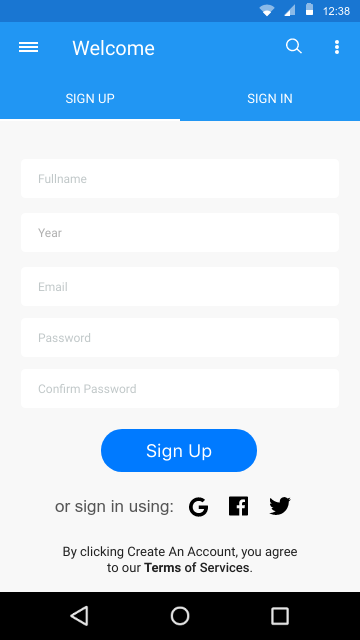 12:38
Welcome
SIGN UP
SIGN IN
Fullname
Year
Email
Password
Confirm Password
Sign Up
or sign in using:
By clicking Create An Account, you agree
to our Terms of Services.